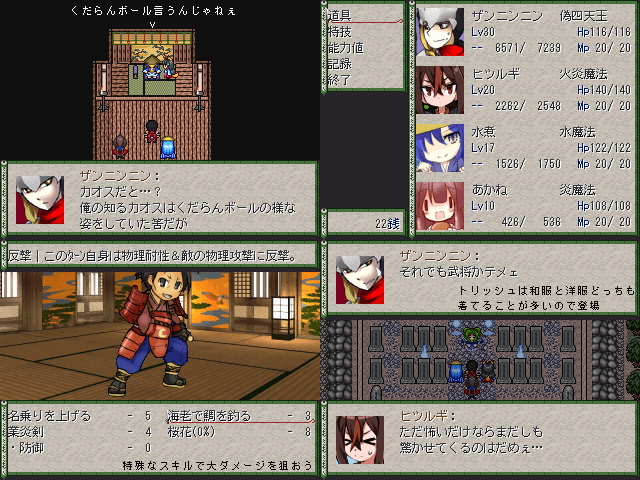 くだらんボール言うんじゃねぇ
ザンニンニン：
カオスだと…？
俺の知るカオスはくだらんボールの様な
姿をしていた筈だが
道具
特技
能力値
記録
終了
22銭
ザンニンニン 偽四天王
Lv30 Hp116/116
-- 6571/ 7239 Mp 20/ 20
ヒツルギ 火炎魔法
Lv20 Hp140/140
-- 2262/ 2548 Mp 20/ 20
水煮 水魔法
Lv17 Hp122/122
-- 1526/ 1750 Mp 20/ 20
あかね 炎魔法
Lv10 Hp108/108
-- 426/ 536 Mp 20/ 20
反撃｜このﾀｰﾝ自身は物理耐性＆敵の物理攻撃に反撃。
名乗りを上げる - 5 海老で鯛を釣る - 3
業炎剣 - 4 桜花(0%) - 8
・防御 - 0
特殊なスキルで大ダメージを狙おう
ザンニンニン：
それでも武将かテメェ
トリッシュは和服と洋服どっちも
着てることが多いので登場
ヒツルギ：
ただ怖いだけならまだしも
驚かせてくるのはだめぇ…